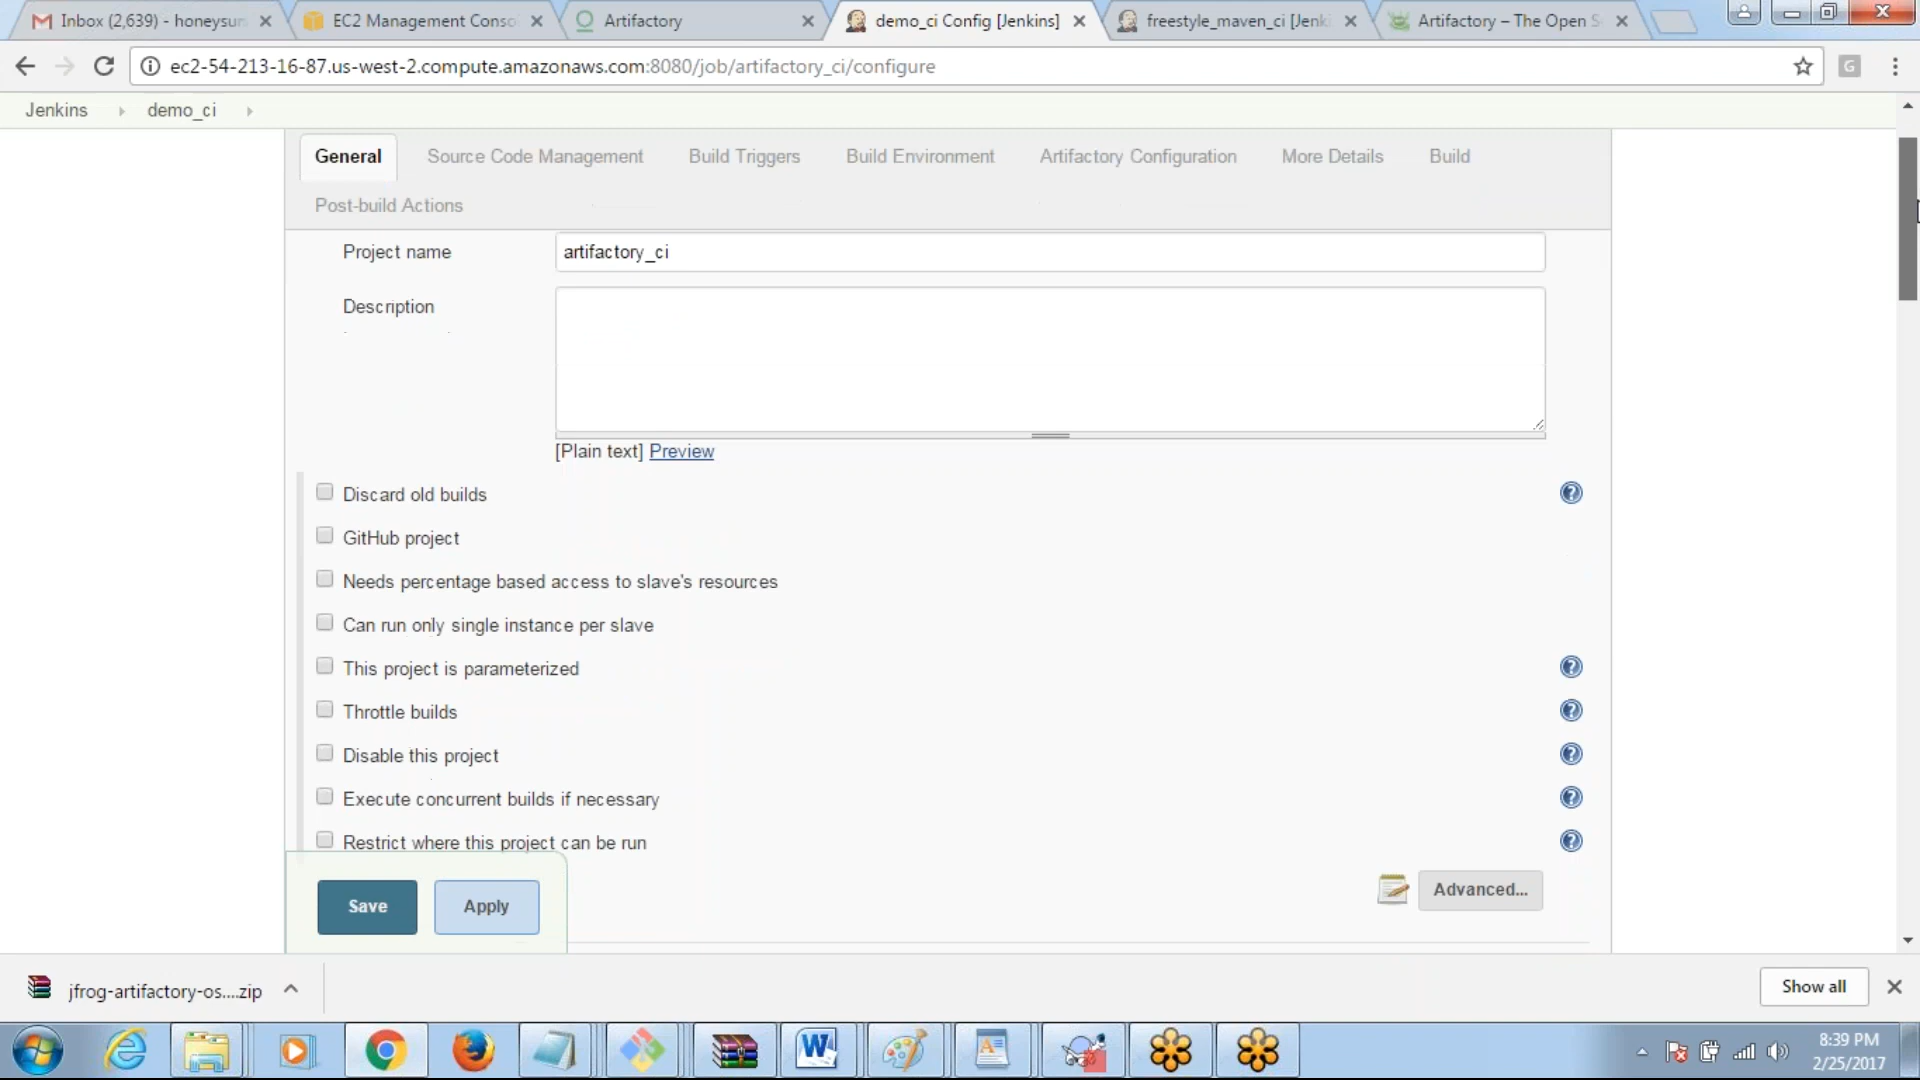 Inbox (2,639) - honeysun
EC2 Management Conso
Artifactory
demo_ci Config [Jenkins]
freestyle_maven_ci [Jenki
Artifactory – The Open S
ec2-54-213-16-87.us-west-2.compute.amazonaws.com:8080/job/artifactory_ci/configure
Jenkins
demo_ci
General
Source Code Management
Build Triggers
Build Environment
Artifactory Configuration
More Details
Build
Post-build Actions
Project name
artifactory_ci
Description
[Plain text] Preview
Discard old builds
GitHub project
Needs percentage based access to slave's resources
Can run only single instance per slave
This project is parameterized
Throttle builds
Disable this project
Execute concurrent builds if necessary
Restrict where this project can be run
Advanced...
Save
Apply
jfrog-artifactory-os....zip
Show all
8:39 PM
2/25/2017